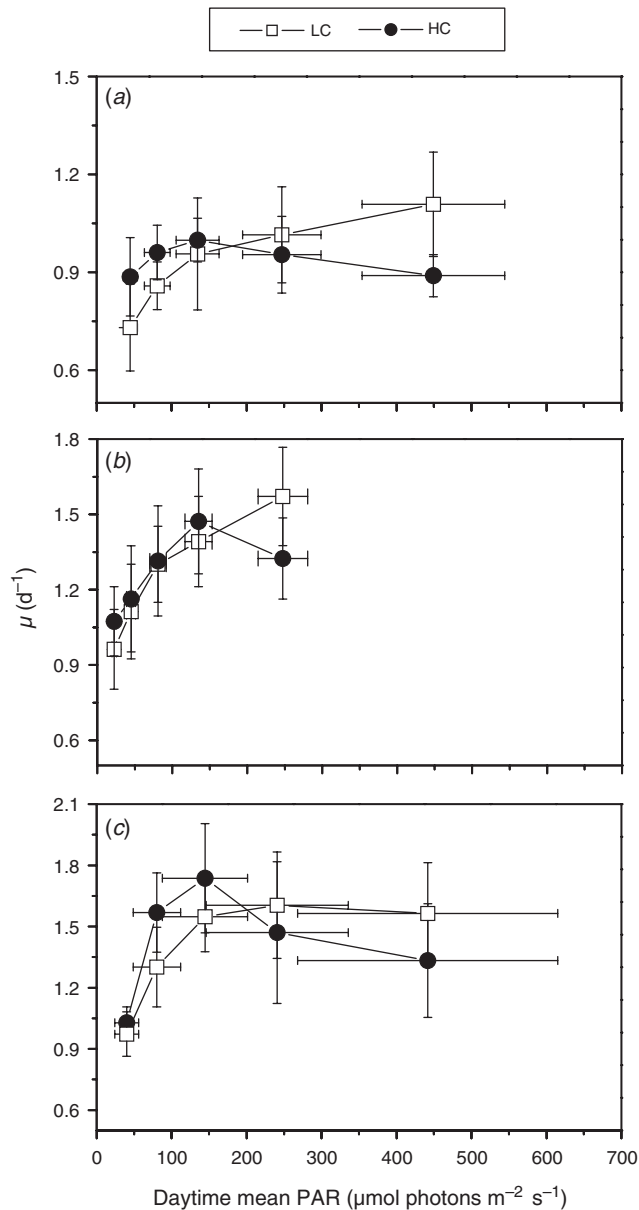 LC HC
(a)
1.5
1.2
0.9
0.6
(b)
1.8
1.5
1.2
0.9
0.6
μ (d–1)
(c)
2.1
1.8
1.5
1.2
0.9
0.6
0 100 200 300 400 500 600 700
Daytime mean PAR (μmol photons m–2 s–1)